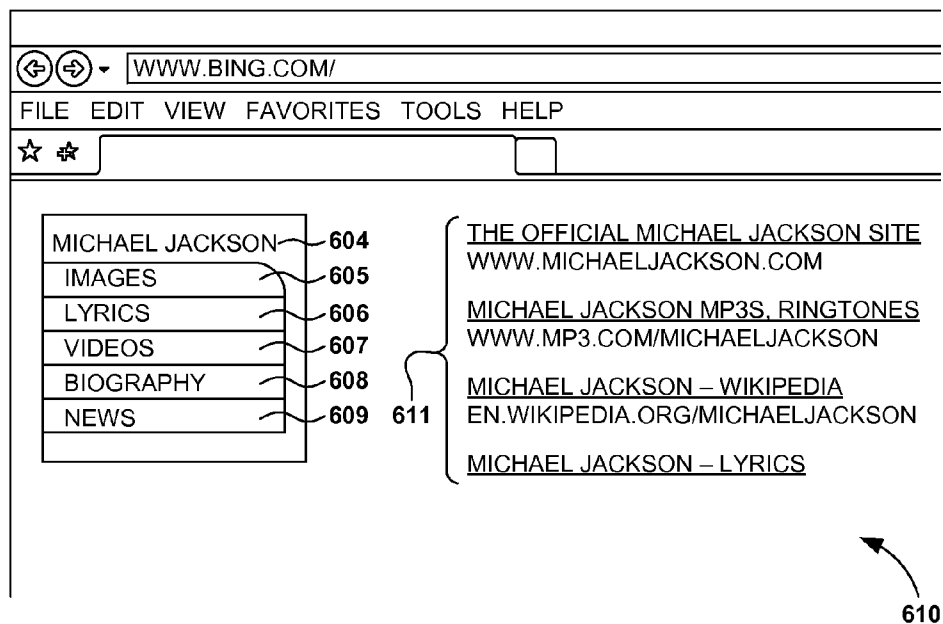 WWW.BING.COM/
FILE EDIT VIEW FAVORITES TOOLS HELP
MICHAEL JACKSON 604
IMAGES 605
LYRICS 606
VIDEOS 607
BIOGRAPHY 608
NEWS 609
611
THE OFFICIAL MICHAEL JACKSON SITE
WWW.MICHAELJACKSON.COM
MICHAEL JACKSON MP3S, RINGTONES
WWW.MP3.COM/MICHAELJACKSON
MICHAEL JACKSON – WIKIPEDIA
EN.WIKIPEDIA.ORG/MICHAELJACKSON
MICHAEL JACKSON – LYRICS
610